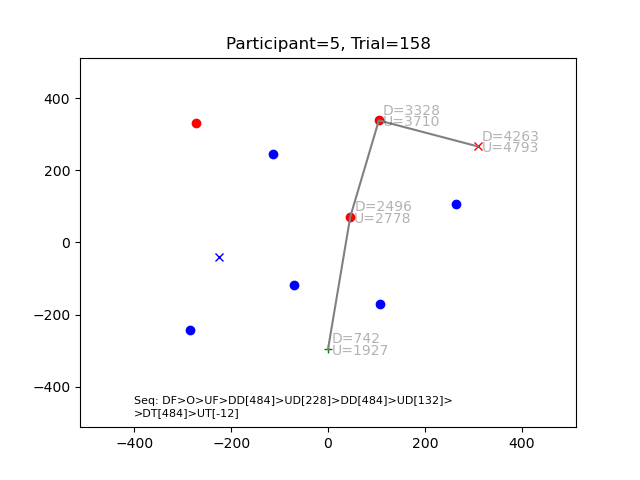 Participant=5, Trial=158
400
200
0
−200
−400
−400
−200
0
200
400
D=3328
U=3710
D=4263
U=4793
D=2496
U=2778
D=742
U=1927
Seq: DF>O>UF>DD[484]>UD[228]>DD[484]>UD[132]>
>DT[484]>UT[-12]